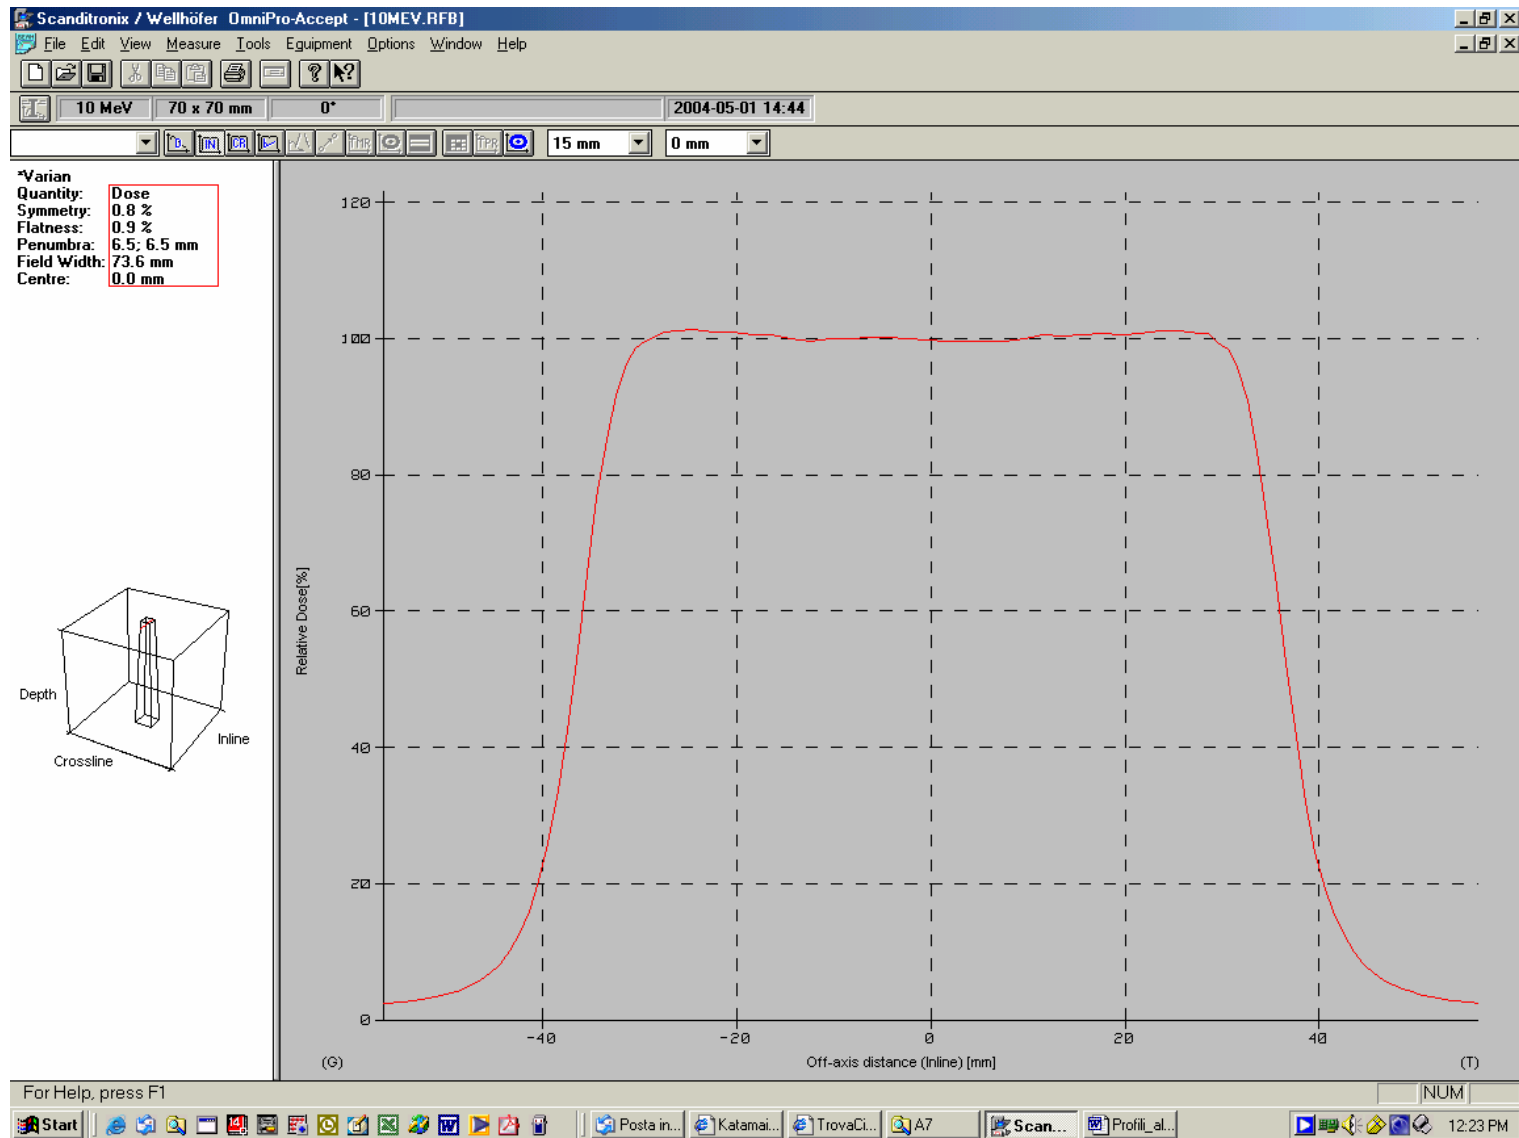 Scanditronix / Wellhöfer OmniPro-Accept - [10MEV.RFB]
File Edit View Measure Tools Equipment Options Window Help
10 MeV 70 x 70 mm 0° 2004-05-01 14:44
D. IN CR TMR TPR 15 mm 0 mm
*Varian
Quantity: Dose
Symmetry: 0.8 %
Flatness: 0.9 %
Penumbra: 6.5; 6.5 mm
Field Width: 73.6 mm
Centre: 0.0 mm
Depth
Crossline
Inline
120
100
80
60
40
20
0
Relative Dose[%]
-40 -20 0 20 40
(G) Off-axis distance (Inline) [mm] (T)
For Help, press F1 NUM
Start Posta in... Katamai... TrovaCi... A7 Scan... Profili_al... 12:23 PM